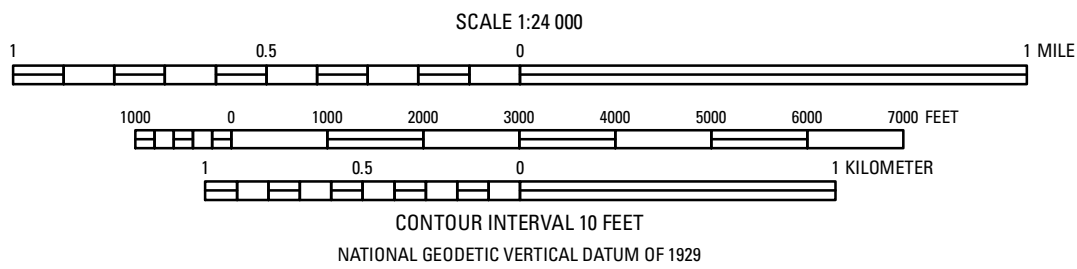 SCALE 1:24 000
1 0.5 0 1 MILE
1000 0 1000 2000 3000 4000 5000 6000 7000 FEET
1 0.5 0 1 KILOMETER
CONTOUR INTERVAL 10 FEET
NATIONAL GEODETIC VERTICAL DATUM OF 1929